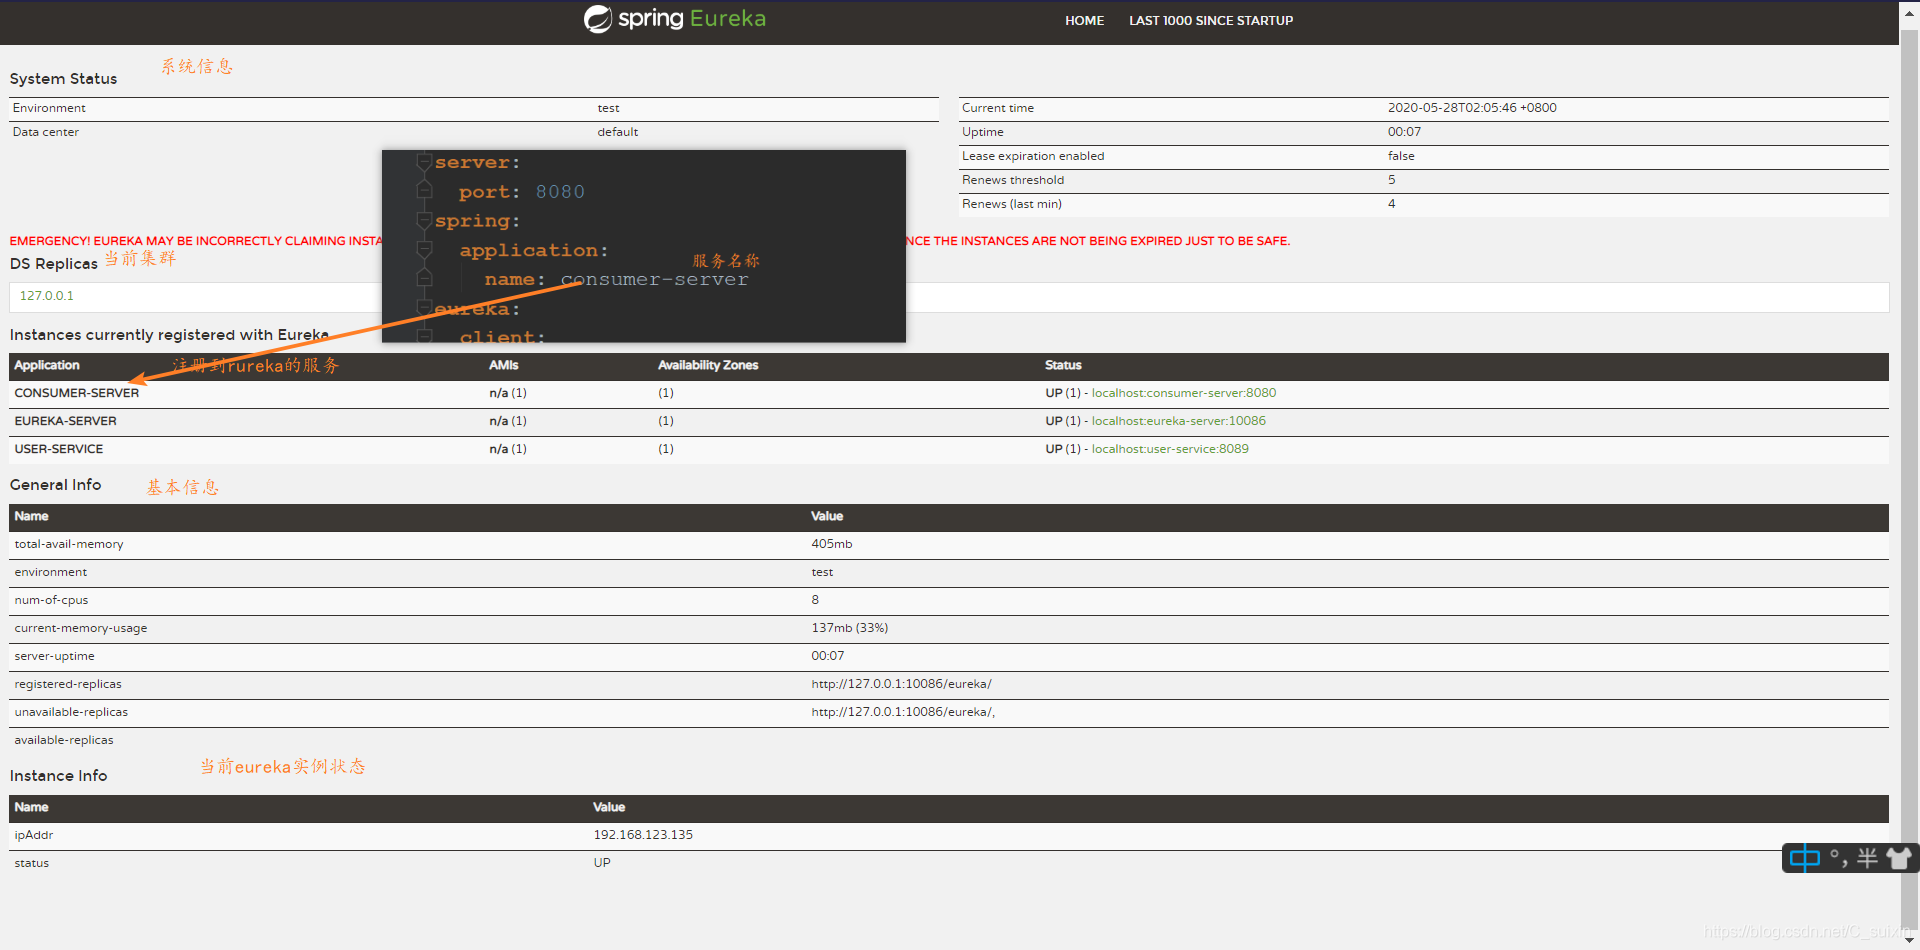 spring Eureka
HOME LAST 1000 SINCE STARTUP
System Status 系统信息
Environment test
Data center default
Current time 2020-05-28T02:05:46 +0800
Uptime 00:07
Lease expiration enabled false
Renews threshold 5
Renews (last min) 4
server:
port: 8080
spring:
application:
服务名称
name: consumer-server
eureka:
client:
EMERGENCY! EUREKA MAY BE INCORRECTLY CLAIMING INSTA
NCE THE INSTANCES ARE NOT BEING EXPIRED JUST TO BE SAFE.
DS Replicas 当前集群
127.0.0.1
Instances currently registered with Eureka
Application 注册到rureka的服务 AMIs Availability Zones Status
CONSUMER-SERVER n/a (1) (1) UP (1) - localhost:consumer-server:8080
EUREKA-SERVER n/a (1) (1) UP (1) - localhost:eureka-server:10086
USER-SERVICE n/a (1) (1) UP (1) - localhost:user-service:8089
General Info 基本信息
Name Value
total-avail-memory 405mb
environment test
num-of-cpus 8
current-memory-usage 137mb (33%)
server-uptime 00:07
registered-replicas http://127.0.0.1:10086/eureka/
unavailable-replicas http://127.0.0.1:10086/eureka/,
available-replicas
Instance Info 当前eureka实例状态
Name Value
ipAddr 192.168.123.135
status UP
中 °, 半